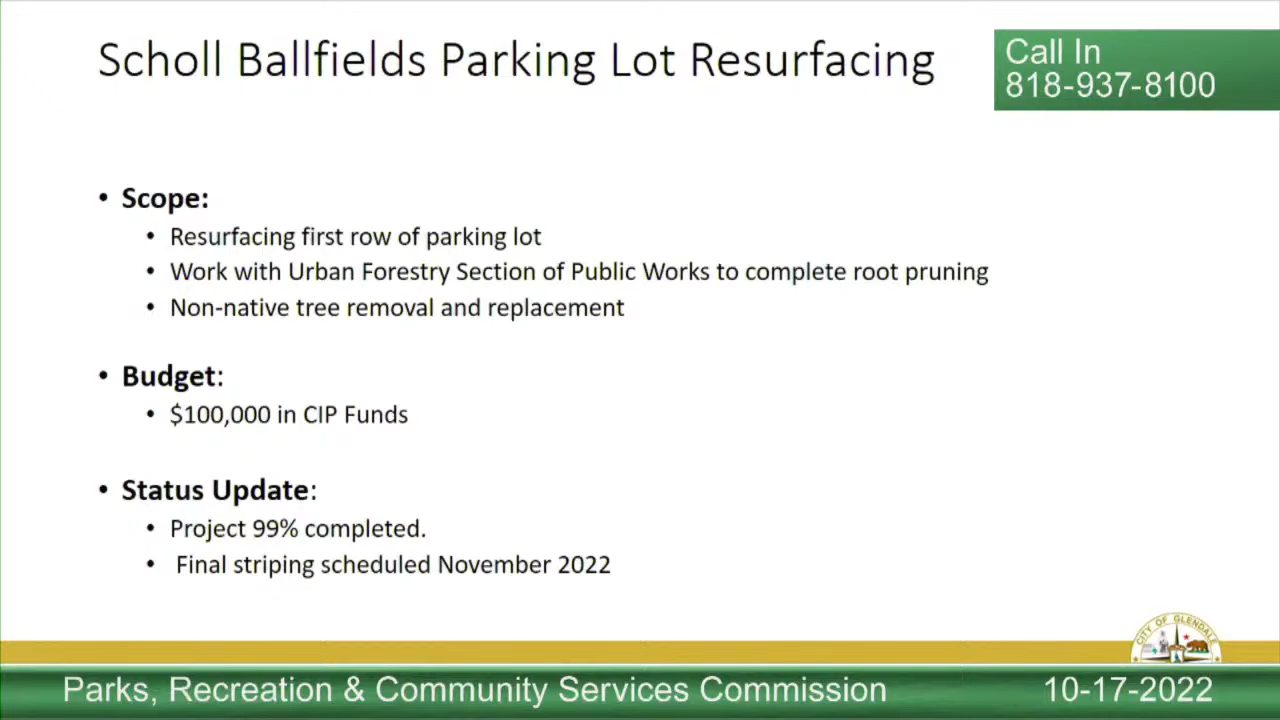 Scholl Ballfields Parking Lot Resurfacing
Call In
818-937-8100
• Scope:
• Resurfacing first row of parking lot
• Work with Urban Forestry Section of Public Works to complete root pruning
• Non-native tree removal and replacement
• Budget:
• $100,000 in CIP Funds
• Status Update:
• Project 99% completed.
• Final striping scheduled November 2022
CITY OF GLENDALE
Parks, Recreation & Community Services Commission
10-17-2022